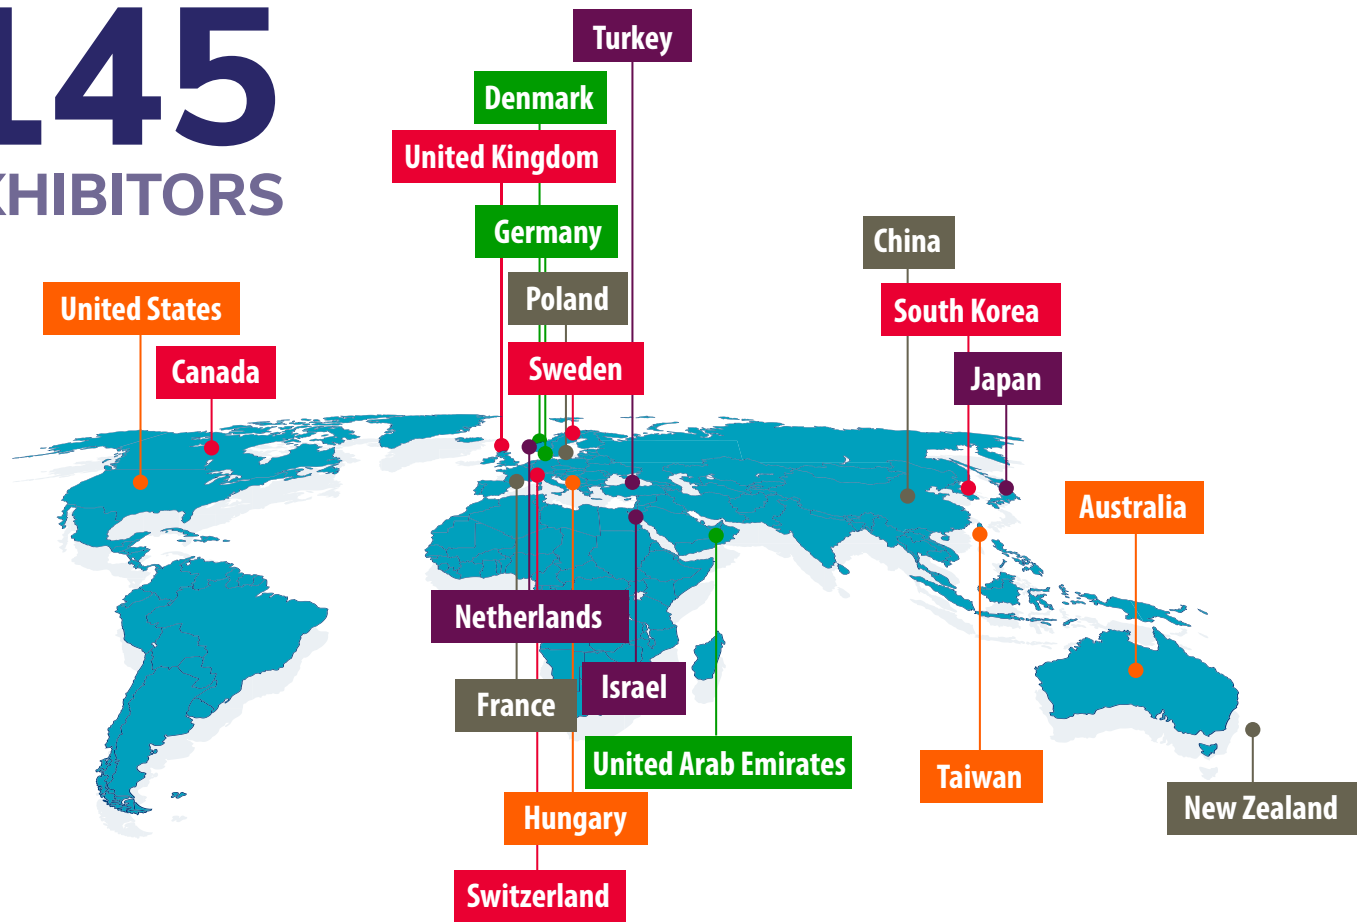 145
XHIBITORS
Turkey
Denmark
United Kingdom
Germany
Poland
Sweden
United States
Canada
China
South Korea
Japan
Australia
Netherlands
Israel
France
United Arab Emirates
Taiwan
New Zealand
Hungary
Switzerland